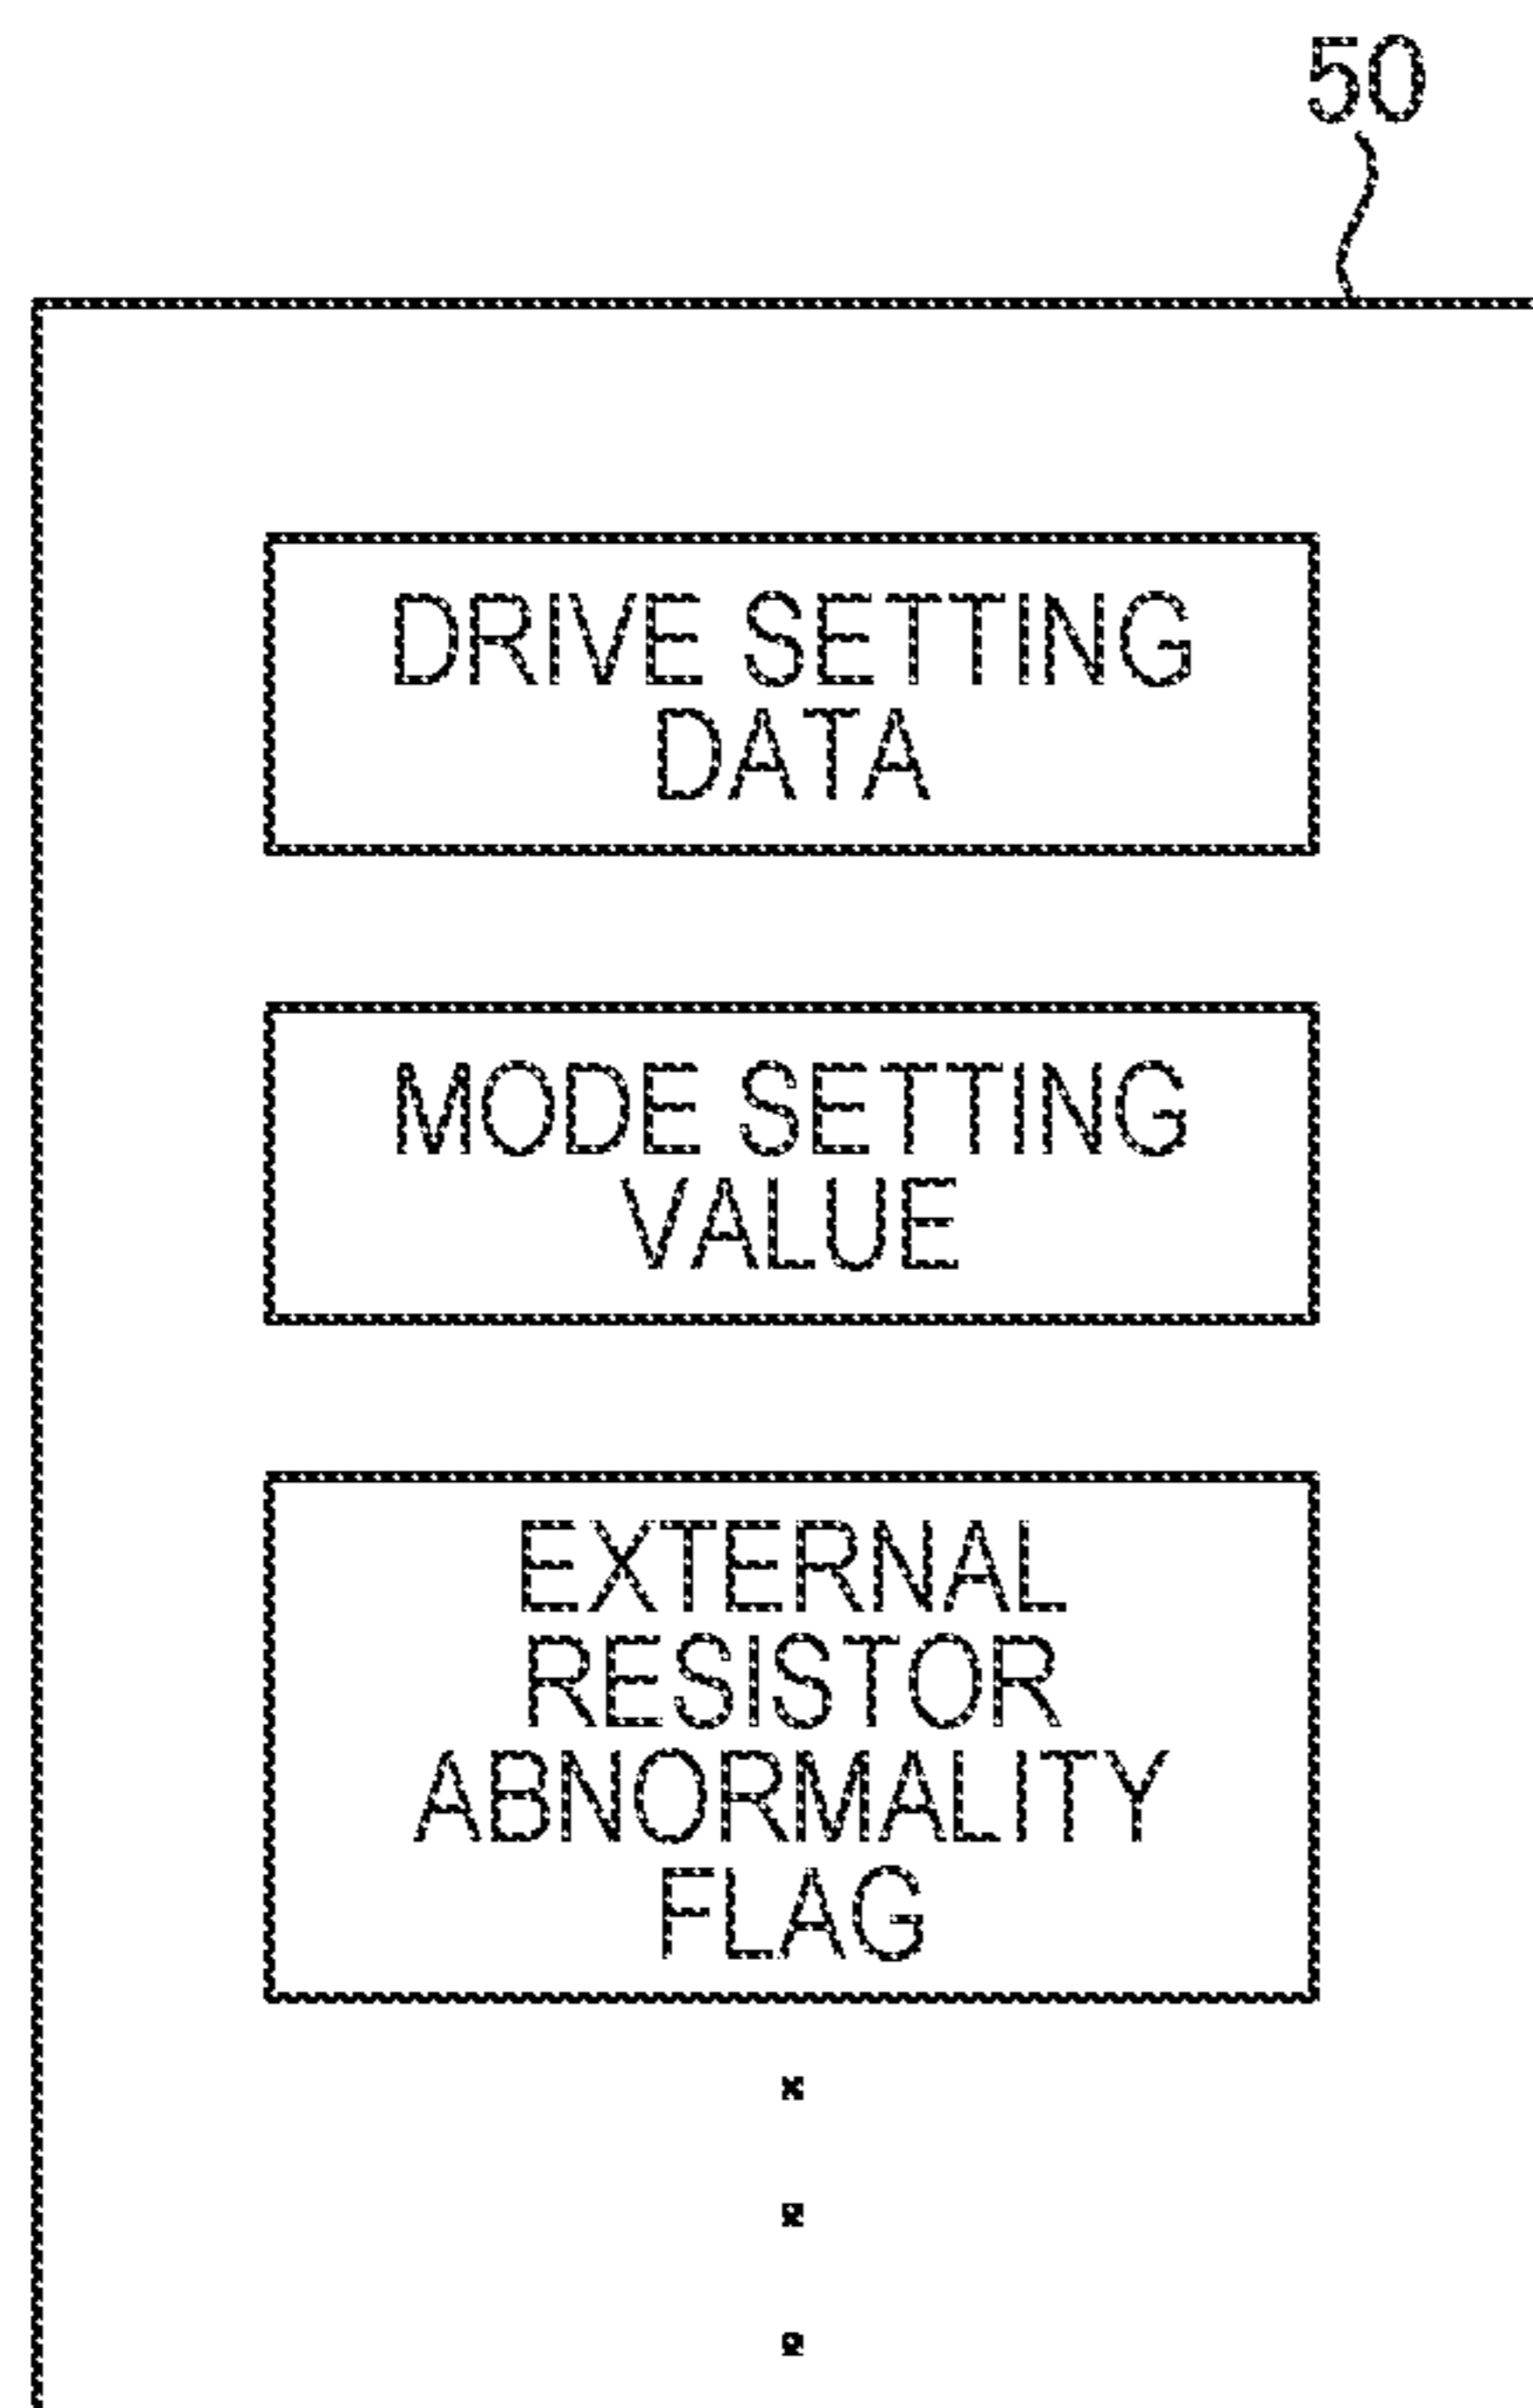 50
DRIVE SETTING
DATA
MODE SETTING
VALUE
EXTERNAL
RESISTOR
ABNORMALITY
FLAG